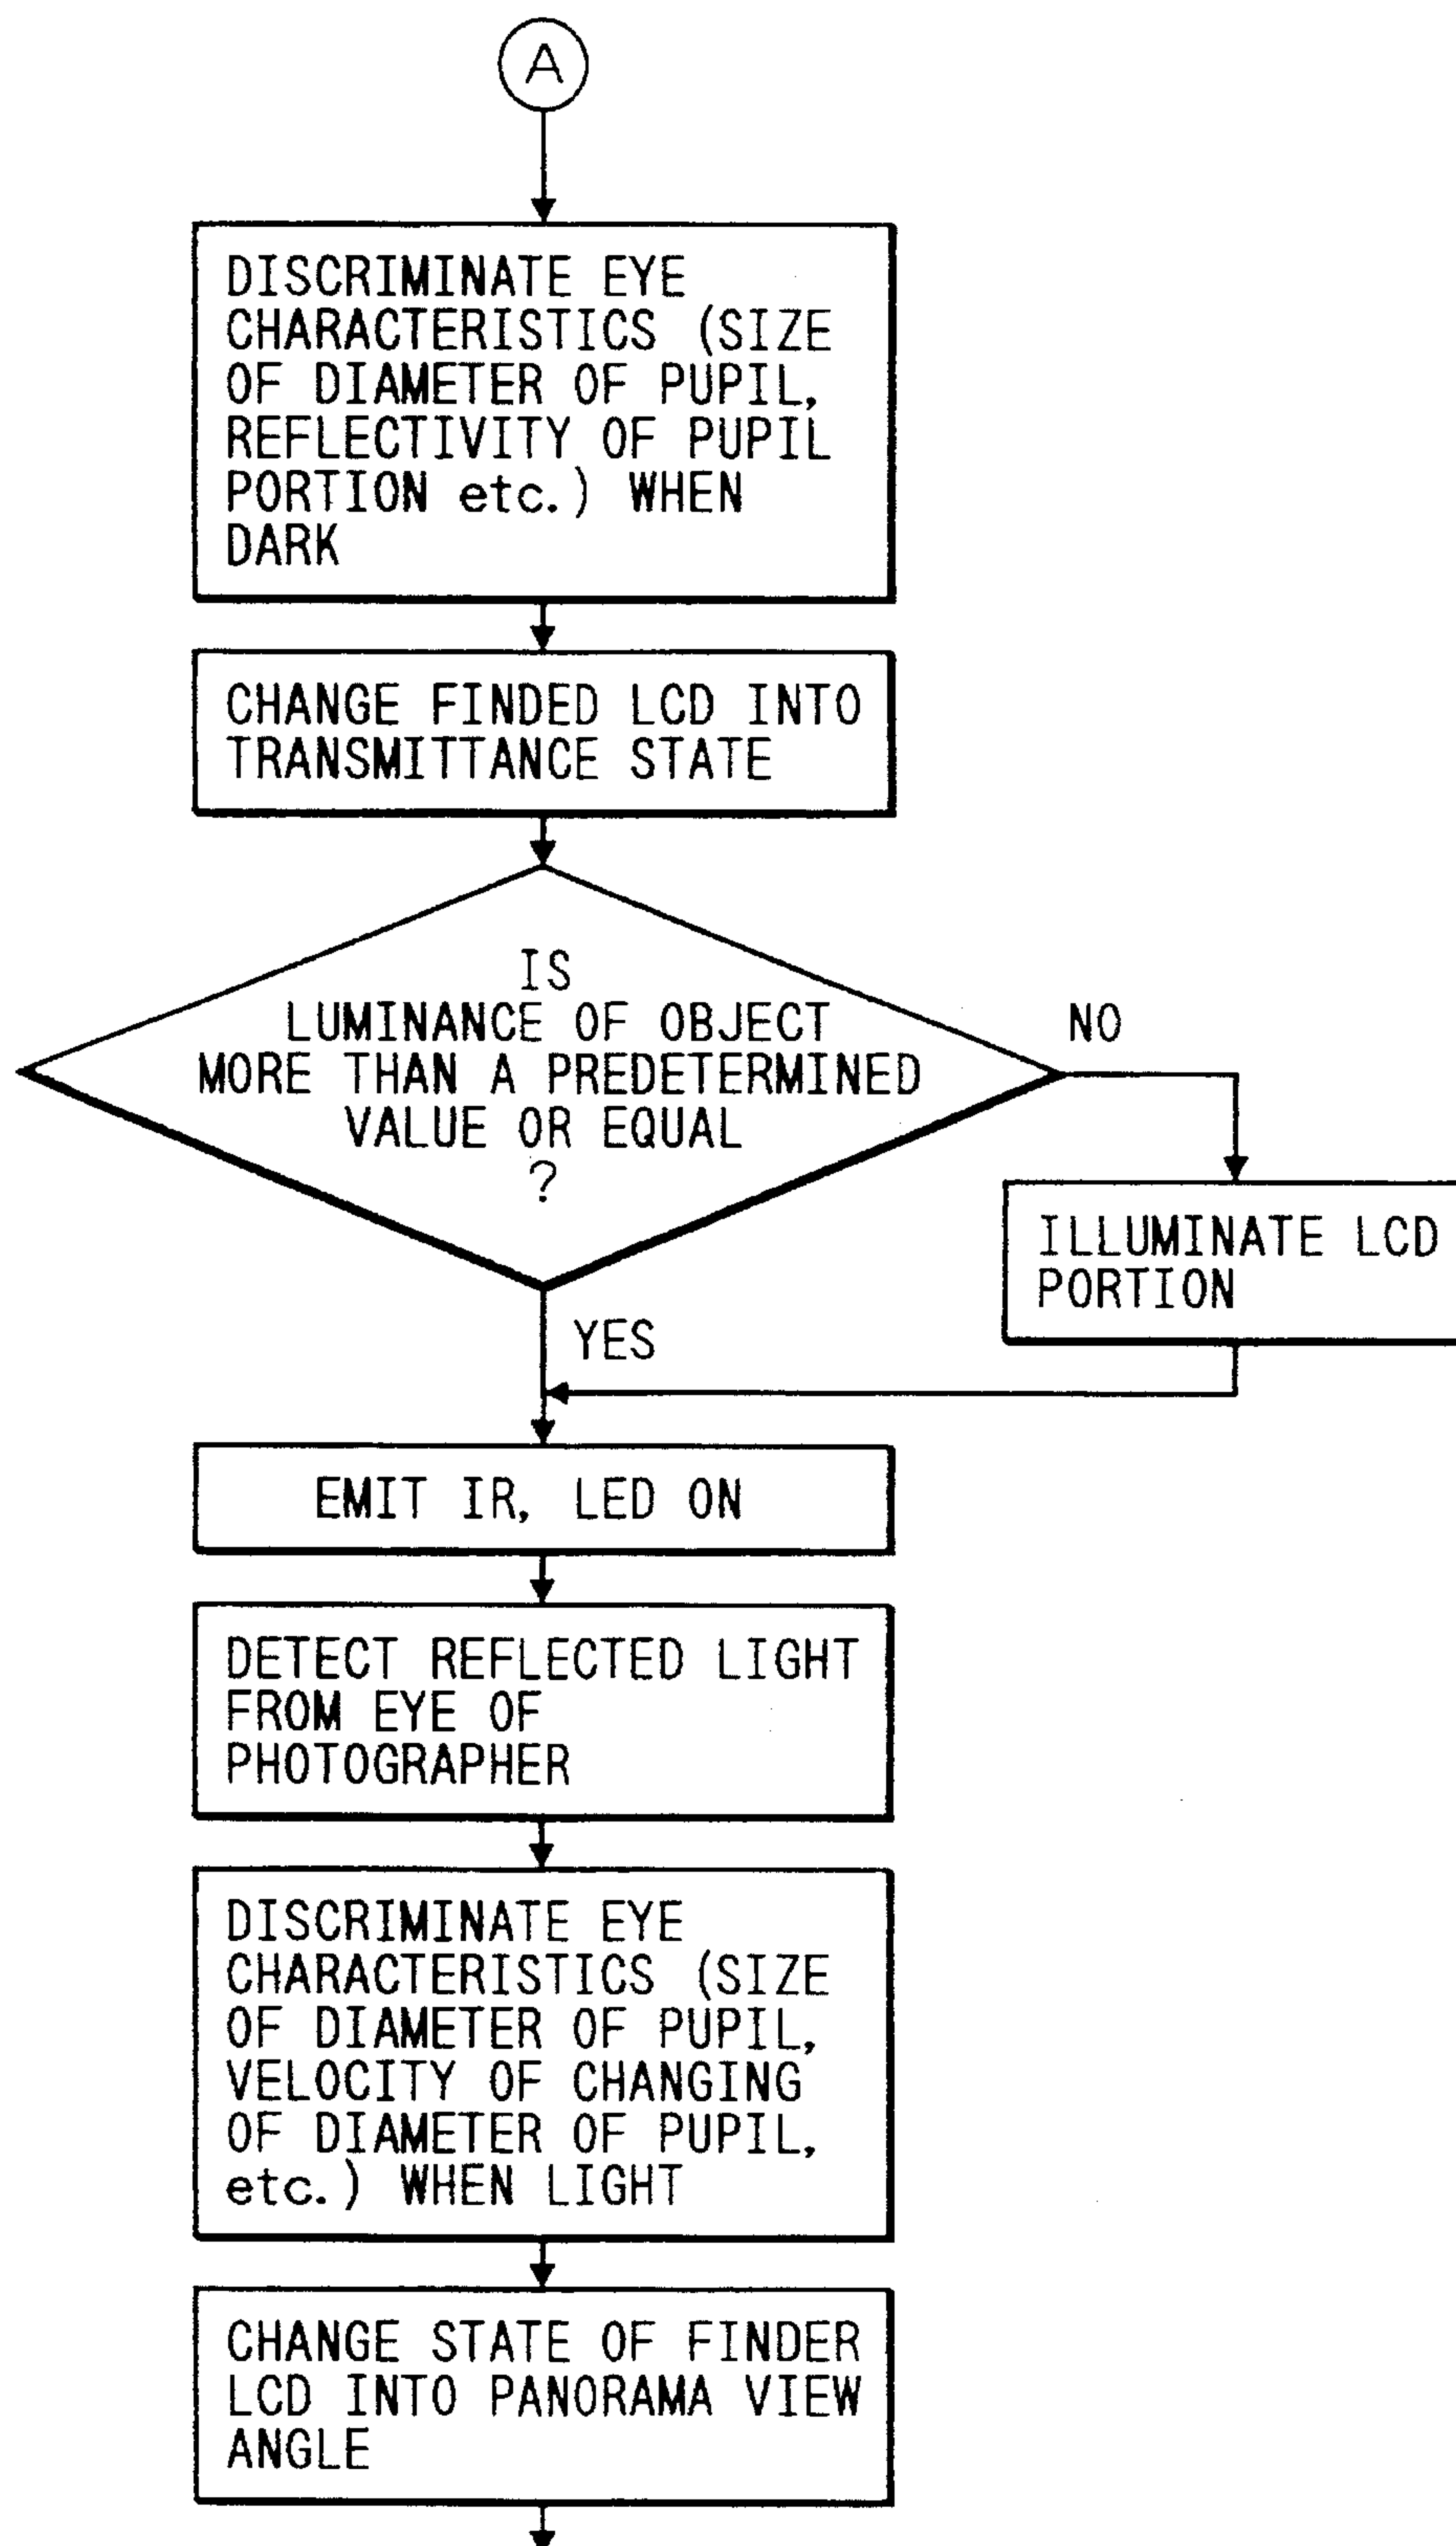 A
DISCRIMINATE EYE
CHARACTERISTICS (SIZE
OF DIAMETER OF PUPIL,
REFLECTIVITY OF PUPIL
PORTION etc.) WHEN
DARK
CHANGE FINDED LCD INTO
TRANSMITTANCE STATE
IS
LUMINANCE OF OBJECT
MORE THAN A PREDETERMINED
VALUE OR EQUAL
?
NO
ILLUMINATE LCD
PORTION
YES
EMIT IR, LED ON
DETECT REFLECTED LIGHT
FROM EYE OF
PHOTOGRAPHER
DISCRIMINATE EYE
CHARACTERISTICS (SIZE
OF DIAMETER OF PUPIL,
VELOCITY OF CHANGING
OF DIAMETER OF PUPIL,
etc.) WHEN LIGHT
CHANGE STATE OF FINDER
LCD INTO PANORAMA VIEW
ANGLE